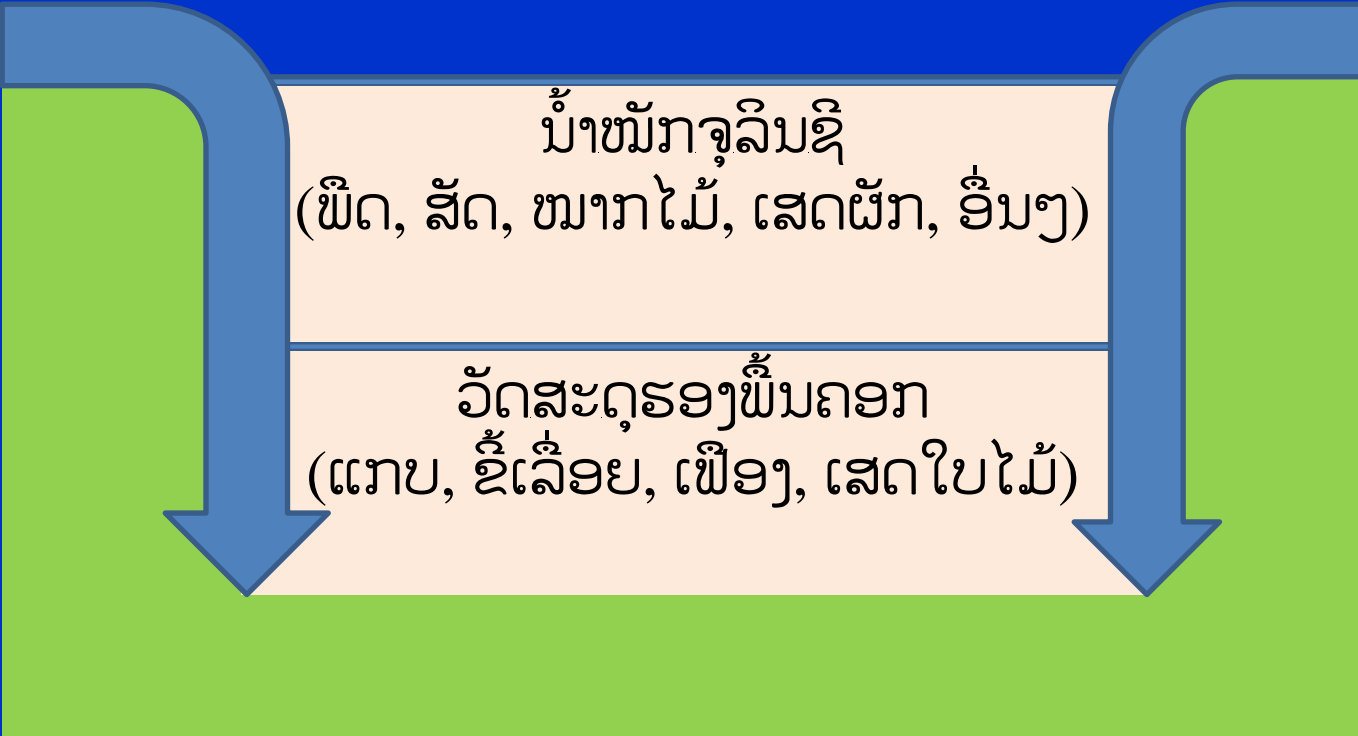 ນ້ຳໝັກຈຸລິນຊີ
(ພືດ, ສັດ, ໝາກໄມ້, ເສດຜັກ, ອື່ນໆ)
ວັດສະດຸຮອງພື້ນຄອກ
(ແກບ, ຂີ້ເລື່ອຍ, ເຟືອງ, ເສດໃບໄມ້)